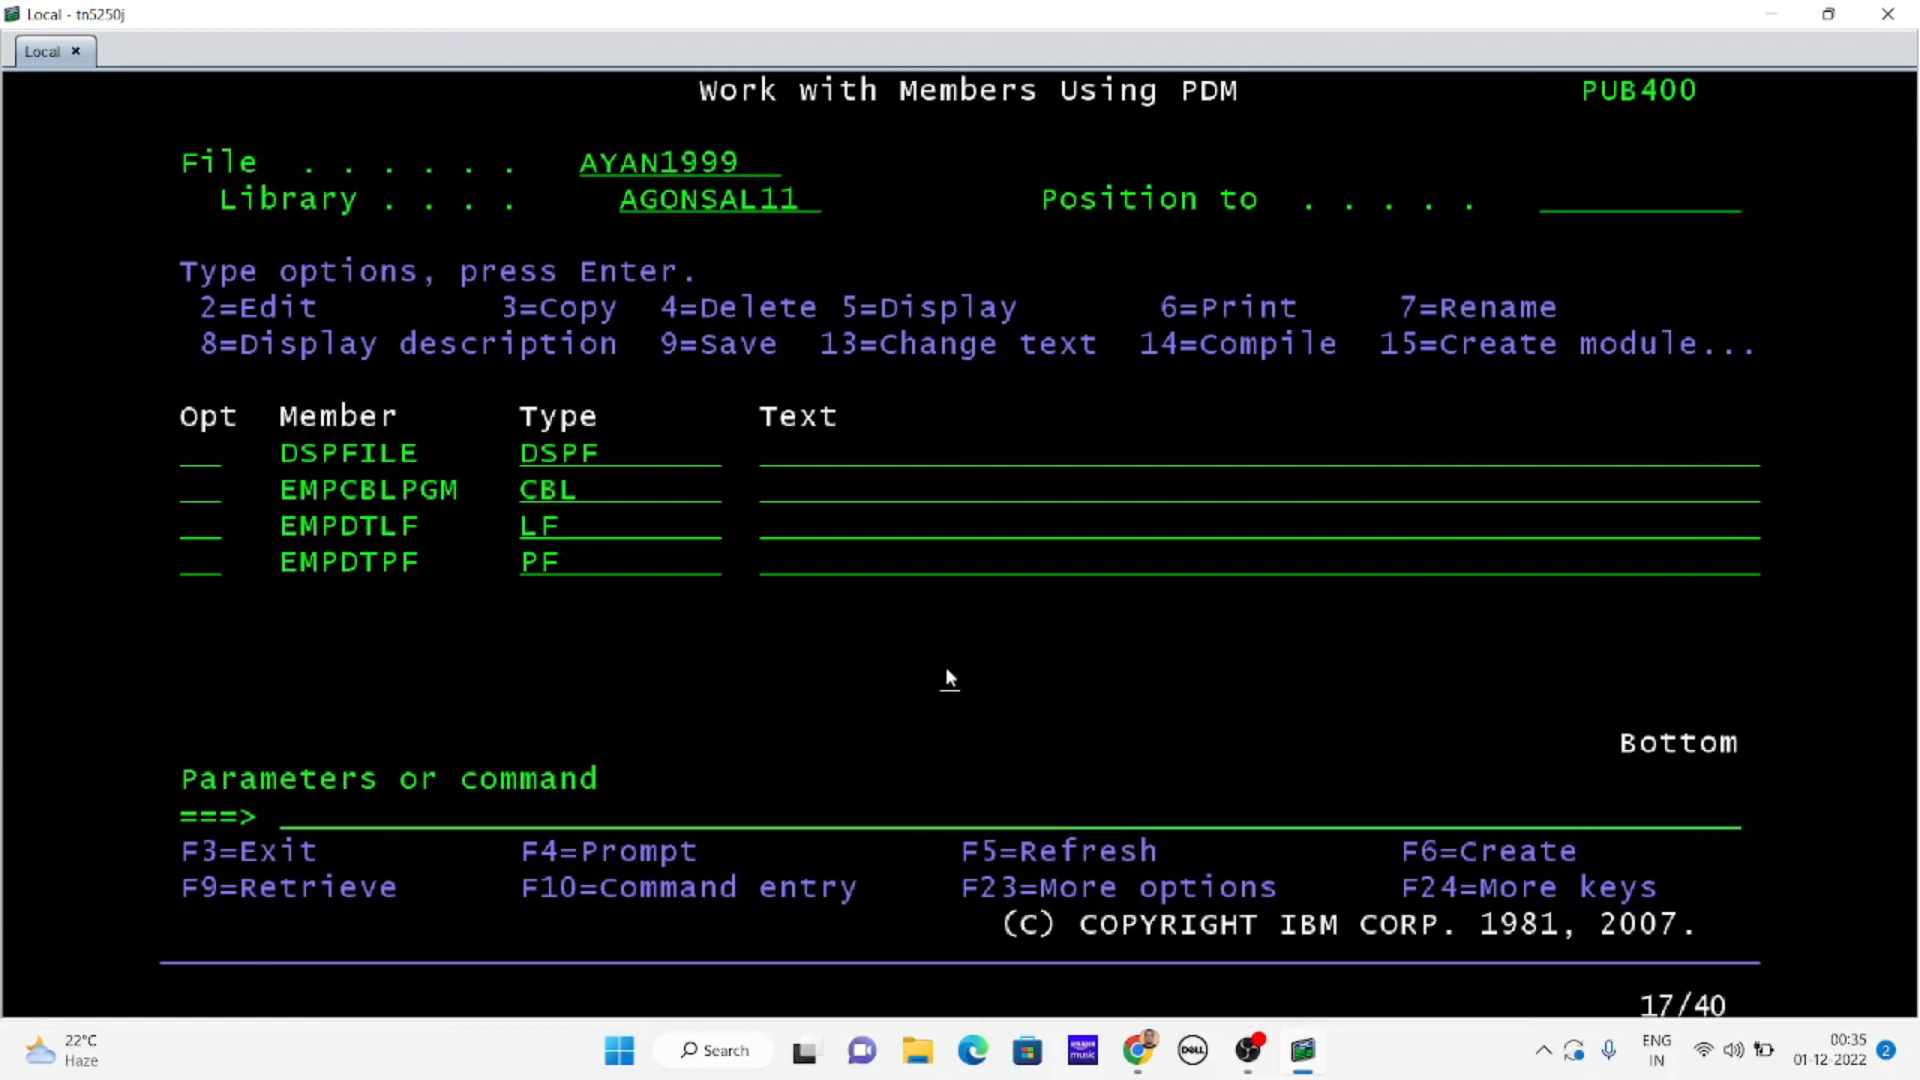 Local - tn5250j
Local ×
Work with Members Using PDM PUB400
File . . . . . . AYAN1999
Library . . . . AGONSAL11 Position to . . . . .
Type options, press Enter.
2=Edit 3=Copy 4=Delete 5=Display 6=Print 7=Rename
8=Display description 9=Save 13=Change text 14=Compile 15=Create module...
Opt Member Type Text
DSPFILE DSPF
EMPCBLPGM CBL
EMPDTLF LF
EMPDTPF PF
Bottom
Parameters or command
===>
F3=Exit F4=Prompt F5=Refresh F6=Create
F9=Retrieve F10=Command entry F23=More options F24=More keys
(C) COPYRIGHT IBM CORP. 1981, 2007.
17/40
22°C
Haze
Search
amazon music
DELL
ENG
IN
00:35
01-12-2022
2